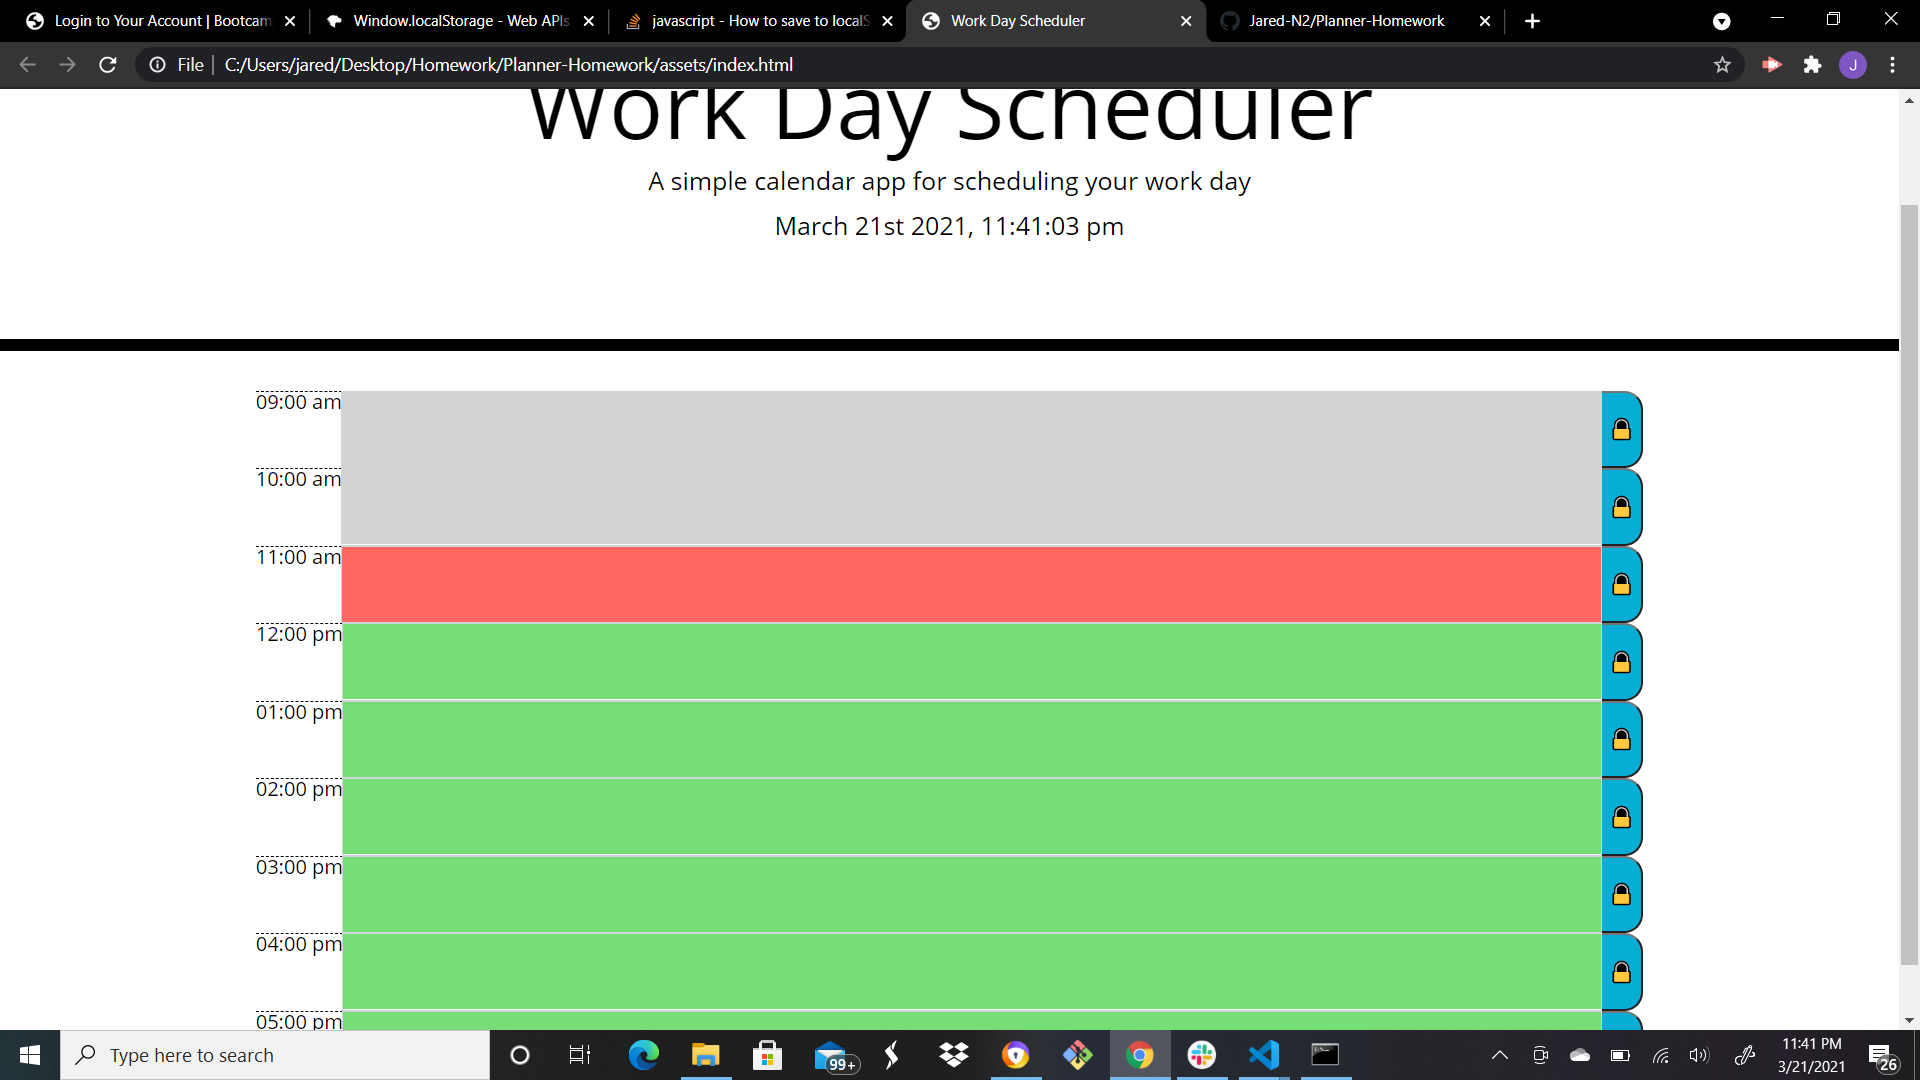 Login to Your Account | Bootcam
Window.localStorage - Web APIs
javascript - How to save to localS
Work Day Scheduler
Jared-N2/Planner-Homework
File
C:/Users/jared/Desktop/Homework/Planner-Homework/assets/index.html
J
Work Day Scheduler
A simple calendar app for scheduling your work day
March 21st 2021, 11:41:03 pm
09:00 am
10:00 am
11:00 am
12:00 pm
01:00 pm
02:00 pm
03:00 pm
04:00 pm
05:00 pm
Type here to search
99+
11:41 PM
3/21/2021
26